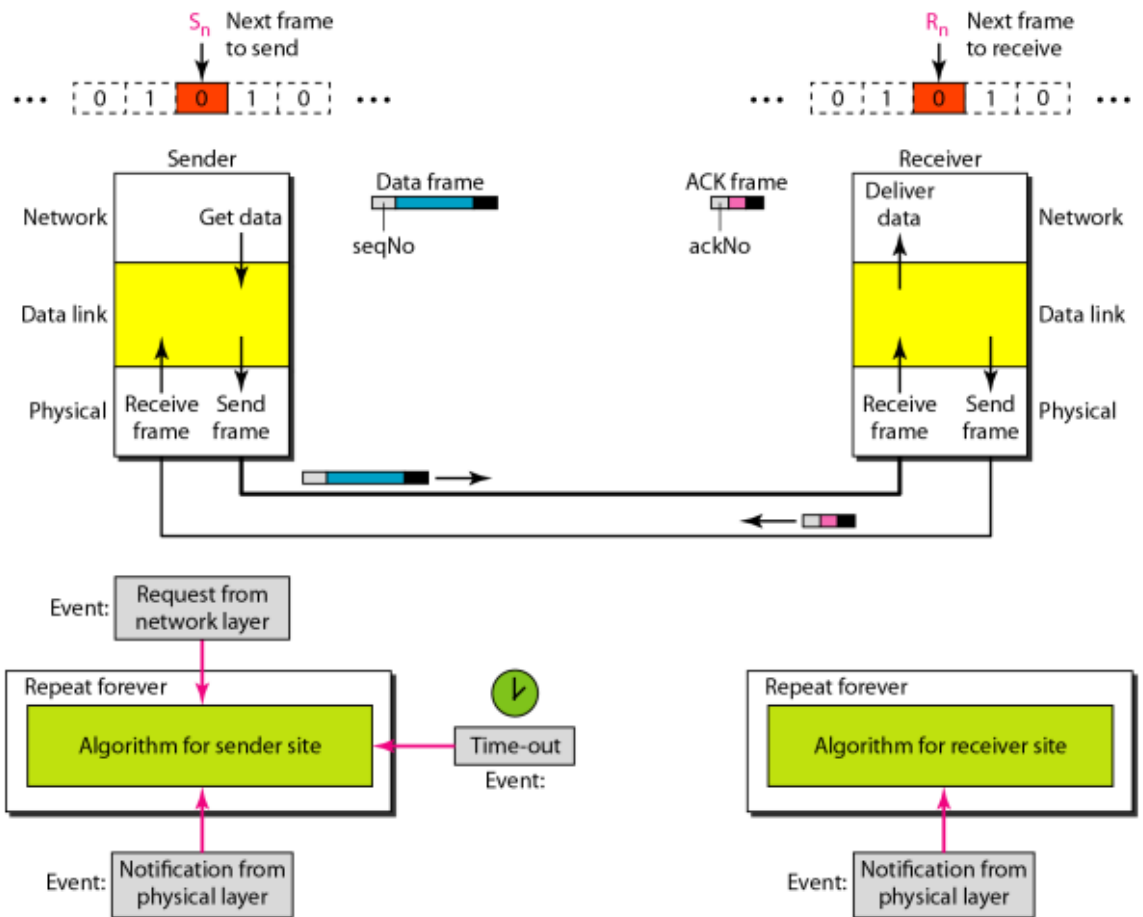 Sn Next frame
to send
Rn Next frame
to receive
••• 0 1 0 1 0 •••
••• 0 1 0 1 0 •••
Sender
Receiver
Data frame
ACK frame
seqNo
ackNo
Network
Get data
Deliver
data
Network
Data link
Data link
Physical
Receive
frame
Send
frame
Receive
frame
Send
frame
Physical
Event:
Request from
network layer
Repeat forever
Algorithm for sender site
Time-out
Event:
Event:
Notification from
physical layer
Repeat forever
Algorithm for receiver site
Event:
Notification from
physical layer